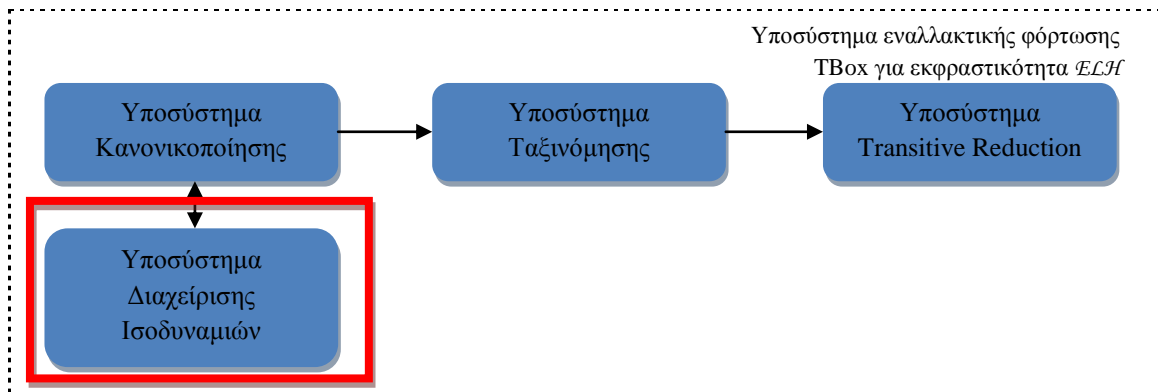 Υποσύστημα εναλλακτικής φόρτωσης
TBox για εκφραστικότητα ℰℒℋ
Υποσύστημα
Κανονικοποίησης
Υποσύστημα
Ταξινόμησης
Υποσύστημα
Transitive Reduction
Υποσύστημα
Διαχείρισης
Ισοδυναμιών